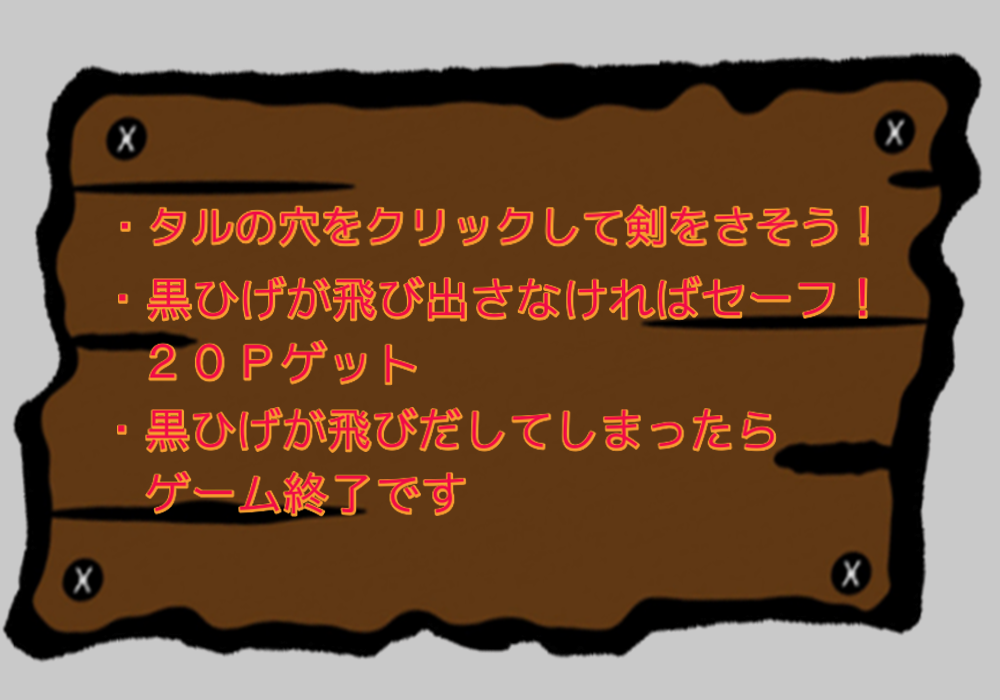 ・タルの穴をクリックして剣をさそう！
・黒ひげが飛び出さなければセーフ！
２０Ｐゲット
・黒ひげが飛びだしてしまったら
ゲーム終了です